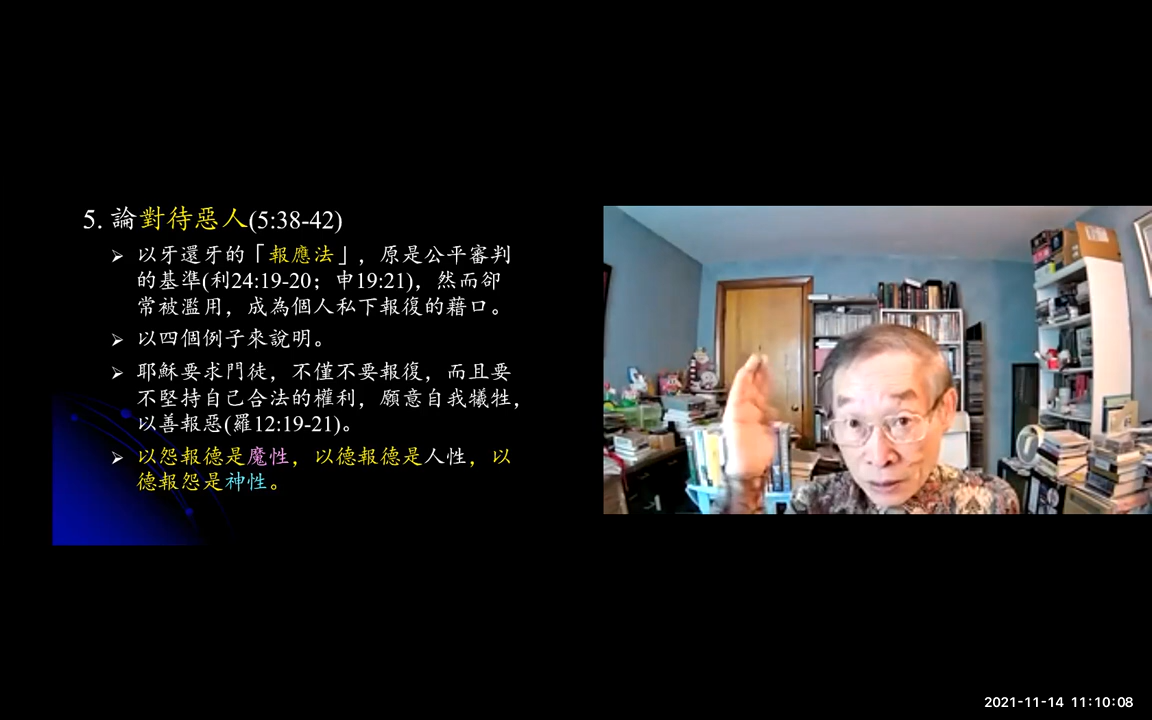 5. 論對待惡人(5:38-42)
➢ 以牙還牙的「報應法」，原是公平審判
的基準(利24:19-20；申19:21)，然而卻
常被濫用，成為個人私下報復的藉口。
➢ 以四個例子來說明。
➢ 耶穌要求門徒，不僅不要報復，而且要
不堅持自己合法的權利，願意自我犧牲，
以善報惡(羅12:19-21)。
➢ 以怨報德是魔性，以德報德是人性，以
德報怨是神性。
2021-11-14 11:10:08